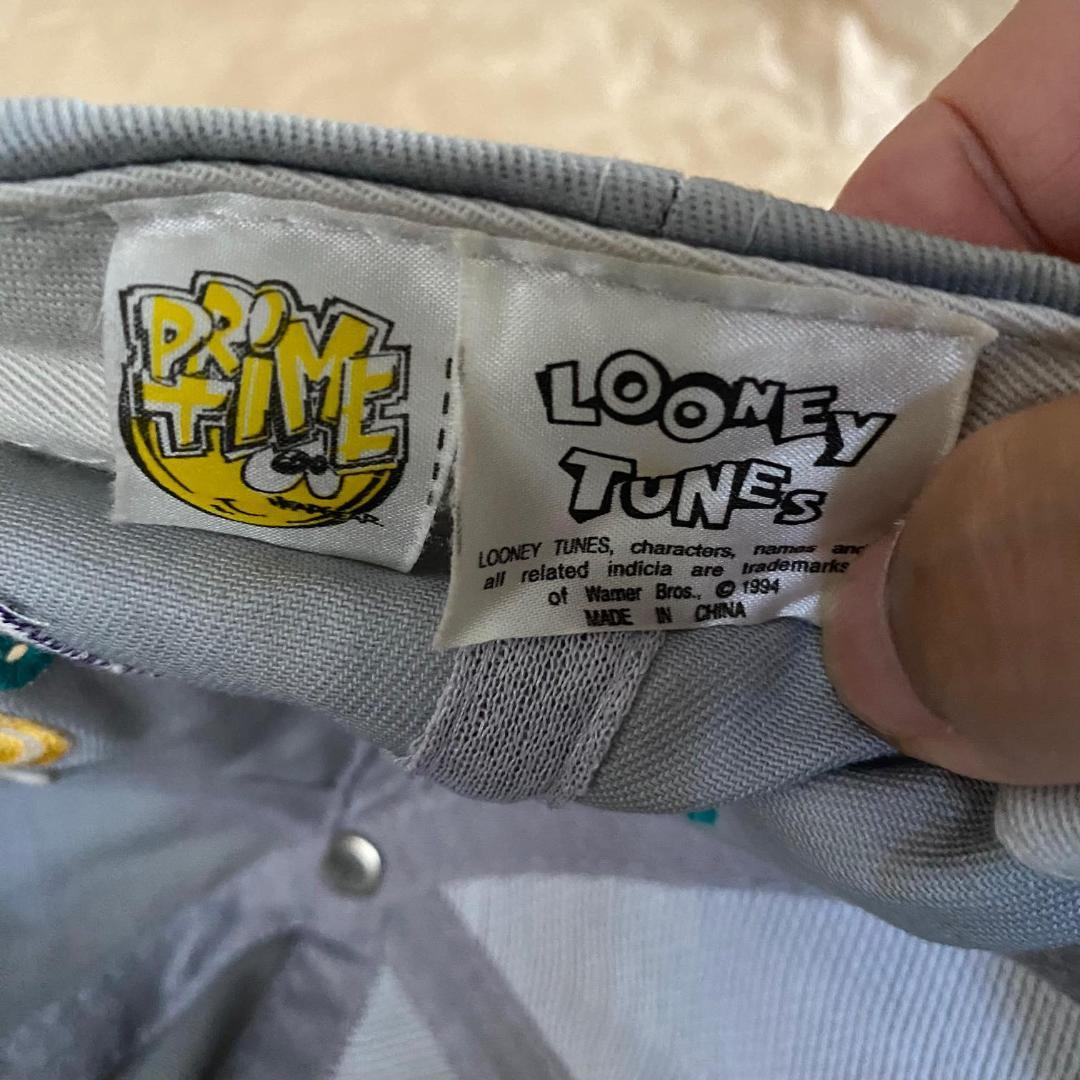 PRIME
TIME
HEADGEAR
LOONEY
TUNES
LOONEY TUNES, characters, names and
all related indicia are trademarks
of Warner Bros., © 1994
MADE IN CHINA